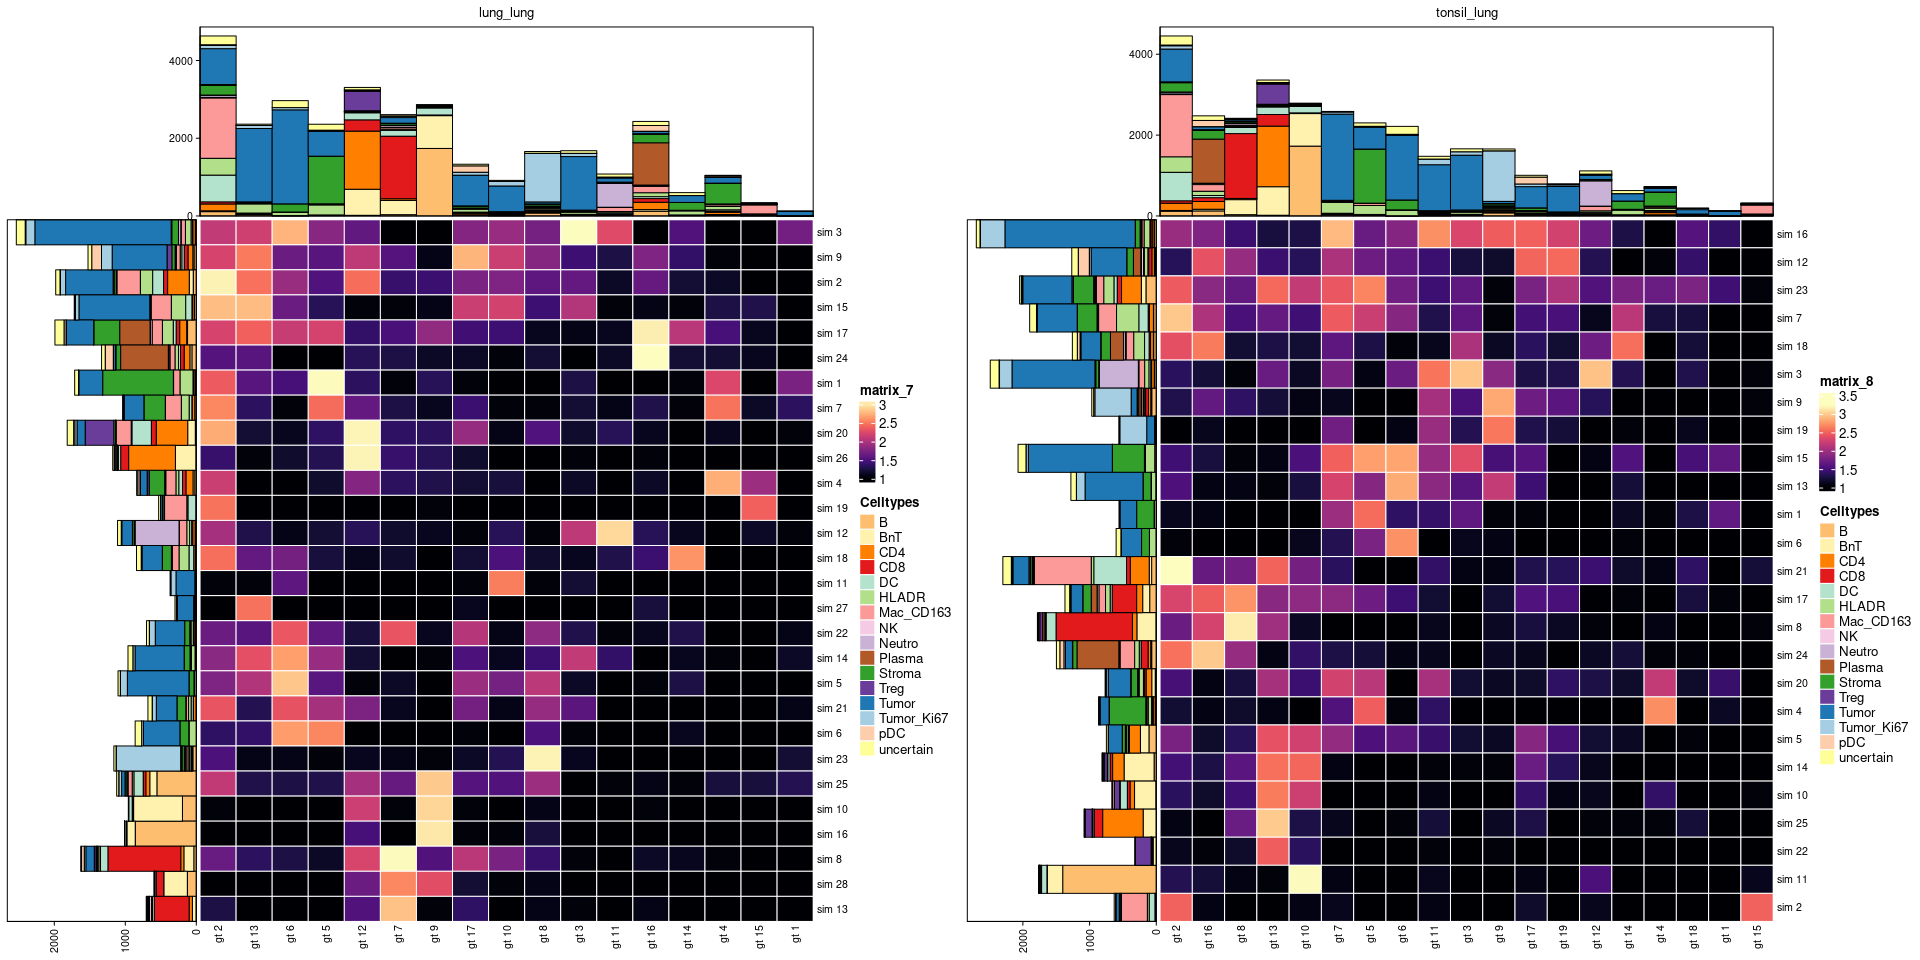 lung_lung
4000
2000
0
sim 3
sim 9
sim 2
sim 15
sim 17
sim 24
sim 1
sim 7
sim 20
sim 26
sim 4
sim 19
sim 12
sim 18
sim 11
sim 27
sim 22
sim 14
sim 5
sim 21
sim 6
sim 23
sim 25
sim 10
sim 16
sim 8
sim 28
sim 13
2000
1000
0
gt 2
gt 13
gt 6
gt 5
gt 12
gt 7
gt 9
gt 17
gt 10
gt 8
gt 3
gt 11
gt 16
gt 14
gt 4
gt 15
gt 1
matrix_7
3
2.5
2
1.5
1
Celltypes
B
BnT
CD4
CD8
DC
HLADR
Mac_CD163
NK
Neutro
Plasma
Stroma
Treg
Tumor
Tumor_Ki67
pDC
uncertain
tonsil_lung
4000
2000
0
sim 16
sim 12
sim 23
sim 7
sim 18
sim 3
sim 9
sim 19
sim 15
sim 13
sim 1
sim 6
sim 21
sim 17
sim 8
sim 24
sim 20
sim 4
sim 5
sim 14
sim 10
sim 25
sim 22
sim 11
sim 2
2000
1000
0
gt 2
gt 16
gt 8
gt 13
gt 10
gt 7
gt 5
gt 6
gt 11
gt 3
gt 9
gt 17
gt 19
gt 12
gt 14
gt 4
gt 18
gt 1
gt 15
matrix_8
3.5
3
2.5
2
1.5
1
Celltypes
B
BnT
CD4
CD8
DC
HLADR
Mac_CD163
NK
Neutro
Plasma
Stroma
Treg
Tumor
Tumor_Ki67
pDC
uncertain